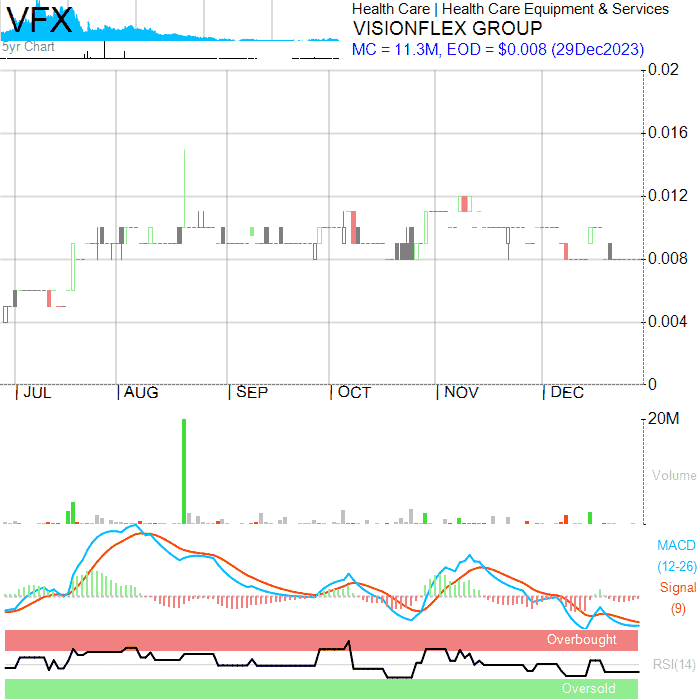 VFX
Health Care | Health Care Equipment & Services
VISIONFLEX GROUP
5yr Chart
MC = 11.3M, EOD = $0.008 (29Dec2023)
0.02
0.016
0.012
0.008
0.004
0
JUL AUG SEP OCT NOV DEC
20M
Volume
MACD
(12-26)
Signal
(9)
Overbought
RSI(14)
Oversold